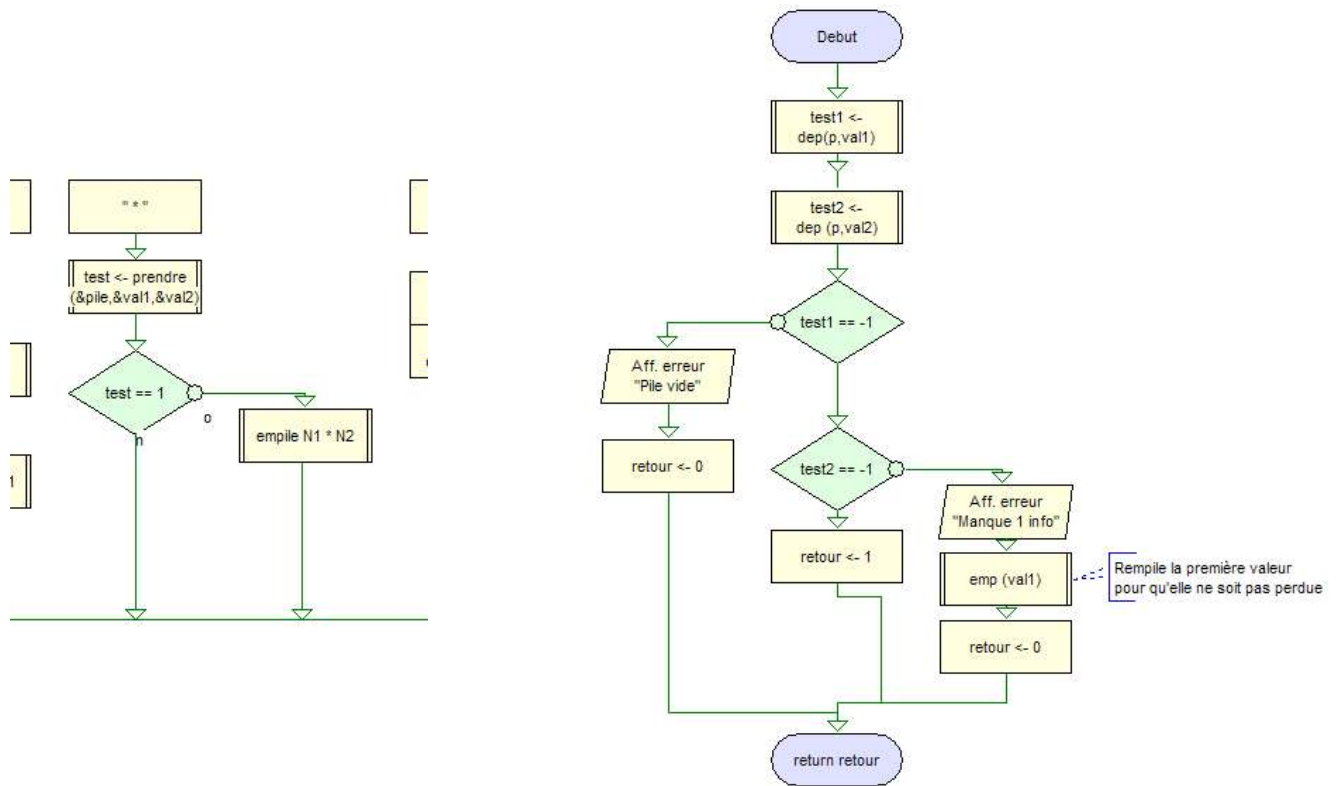 " * "
test <- prendre
(&pile,&val1,&val2)
test == 1
o
n
empile N1 * N2
1
Debut
test1 <-
dep(p,val1)
test2 <-
dep (p,val2)
test1 == -1
Aff. erreur
"Pile vide"
retour <- 0
test2 == -1
Aff. erreur
"Manque 1 info"
retour <- 1
emp (val1)
Rempile la première valeur
pour qu'elle ne soit pas perdue
retour <- 0
return retour